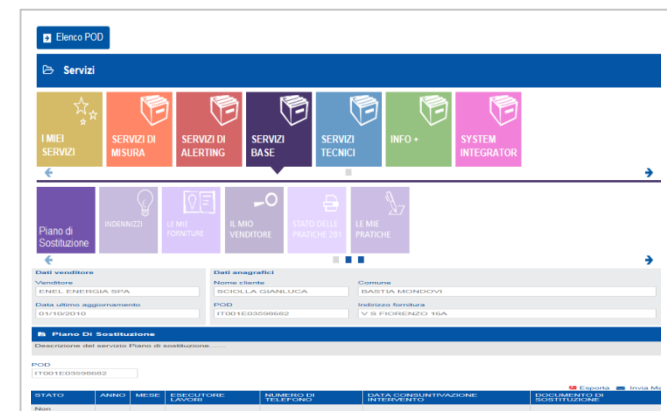 Elenco POD
Servizi
I MIEI SERVIZI
SERVIZI DI MISURA
SERVIZI DI ALERTING
SERVIZI BASE
SERVIZI TECNICI
INFO +
SYSTEM INTEGRATOR
Piano di Sostituzione
INDENNIZZI
LE MIE FORNITURE
IL MIO VENDITORE
STATO DELLE PRATICHE
LE MIE PRATICHE
Dati venditore
Dati anagrafici
Venditore
Nome cliente
Comune
ENEL ENERGIA SPA
SCIOLLA GIANLUCA
BASTIA MONDOVI
Data ultimo aggiornamento
POD
Indirizzo fornitura
01/10/2010
IT001E03598682
V S FIORENZO 16A
Piano Di Sostituzione
Descrizione del servizio Piano di sostituzione......
POD
IT001E03598682
Esporta
Invia
STATO
ANNO
MESE
ESECUTORE LAVORI
NUMERO DI TELEFONO
DATA CONSUNTIVAZIONE INTERVENTO
DOCUMENTO DI SOSTITUZIONE
Non